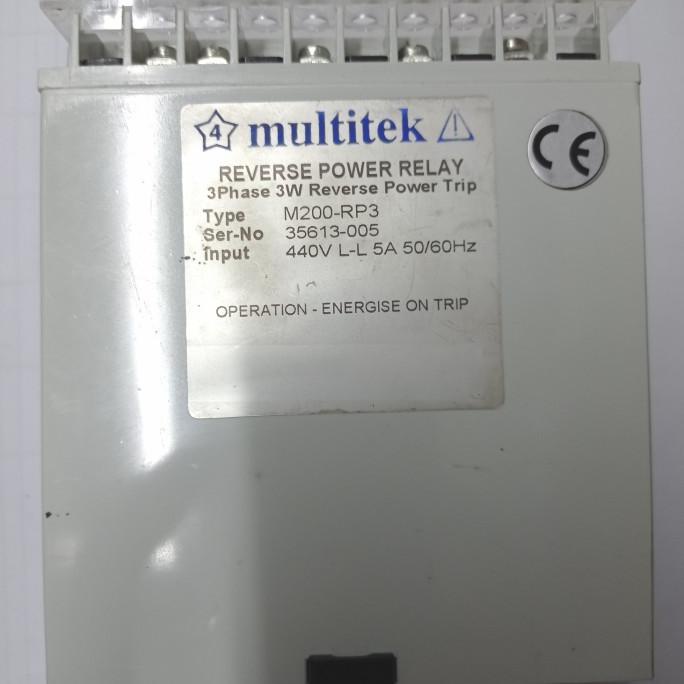 4 multitek
REVERSE POWER RELAY
3Phase 3W Reverse Power Trip
Type M200-RP3
Ser-No 35613-005
Input 440V L-L 5A 50/60Hz
OPERATION - ENERGISE ON TRIP
CE